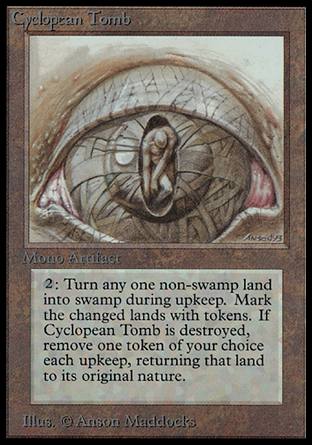 Cyclopean Tomb
Mono Artifact
2: Turn any one non-swamp land
into swamp during upkeep. Mark
the changed lands with tokens. If
Cyclopean Tomb is destroyed,
remove one token of your choice
each upkeep, returning that land
to its original nature.
Illus. © Anson Maddocks